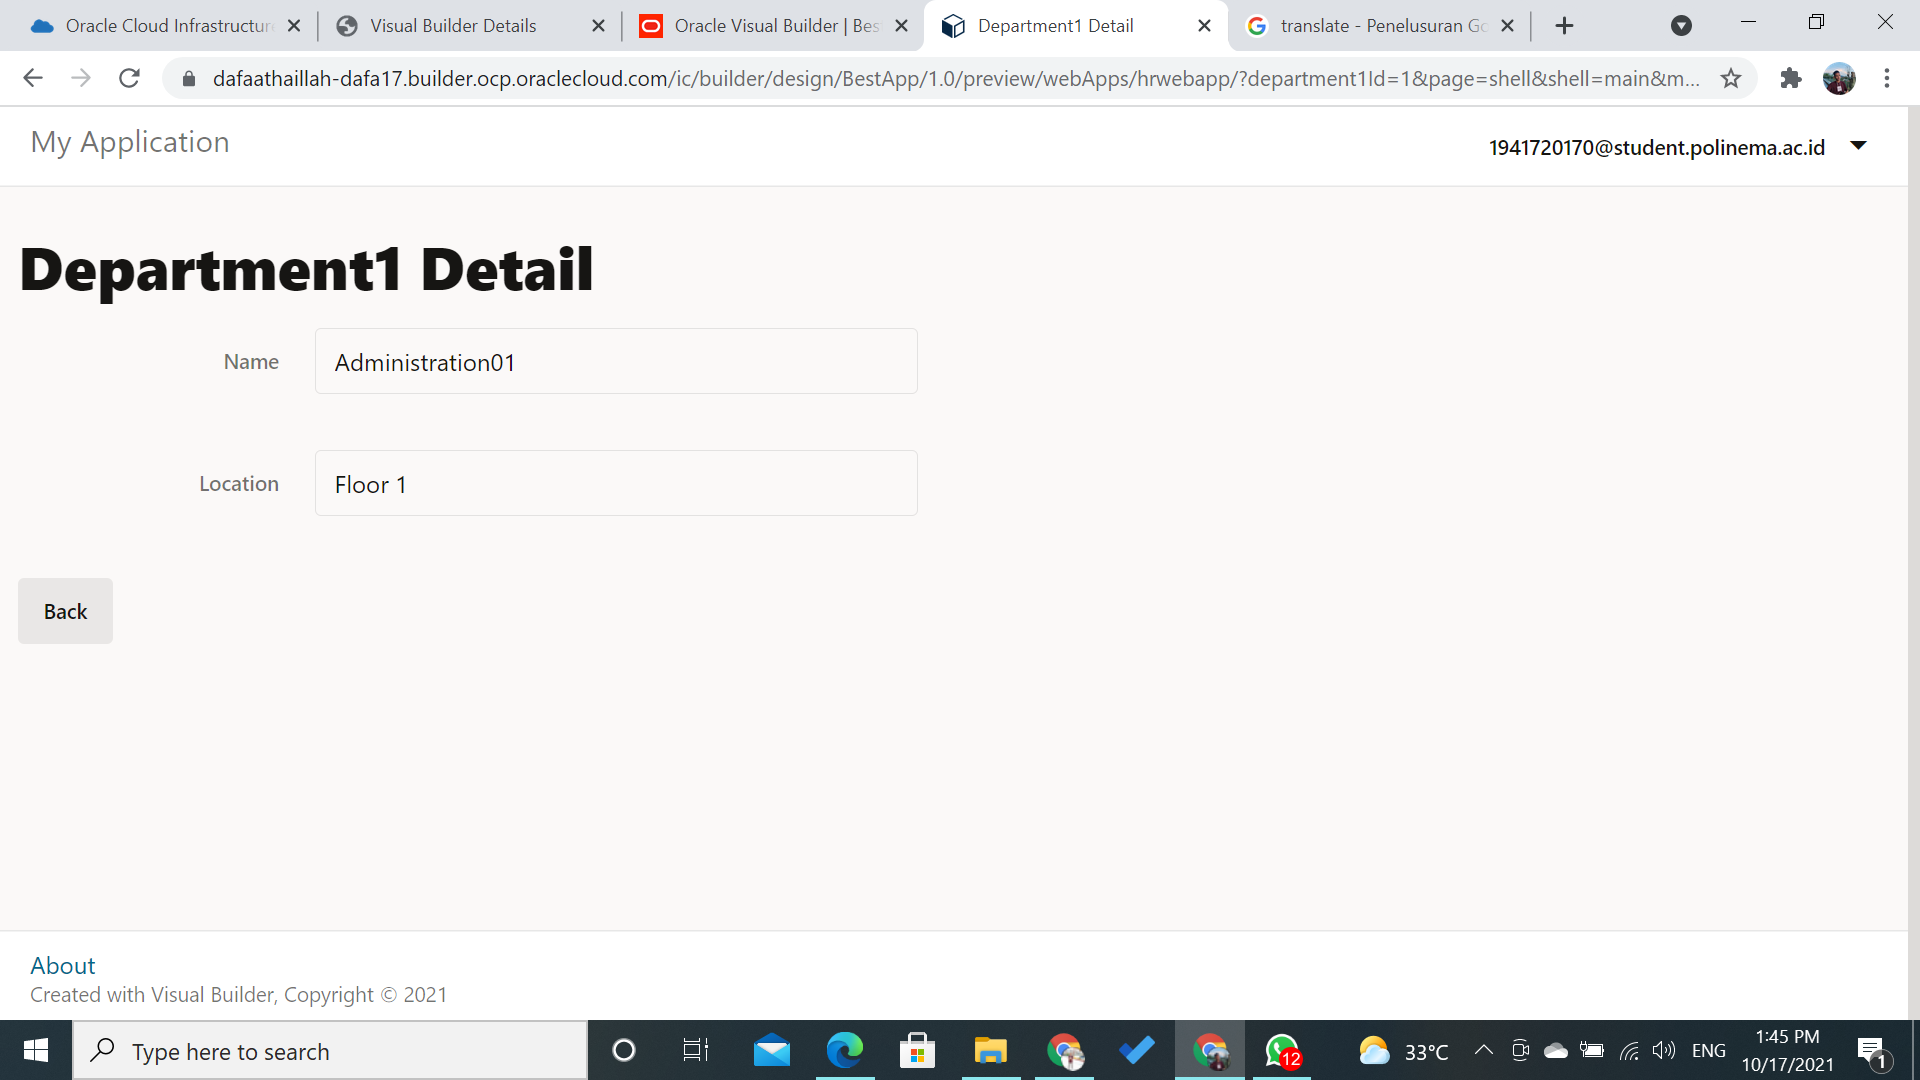 Oracle Cloud Infrastructure
Visual Builder Details
Oracle Visual Builder | Bes
Department1 Detail
translate - Penelusuran Go
dafaathaillah-dafa17.builder.ocp.oraclecloud.com/ic/builder/design/BestApp/1.0/preview/webApps/hrwebapp/?department1Id=1&page=shell&shell=main&m...
My Application
1941720170@student.polinema.ac.id
Department1 Detail
Name
Administration01
Location
Floor 1
Back
About
Created with Visual Builder, Copyright © 2021
Type here to search
12
33°C
ENG
1:45 PM
10/17/2021
1